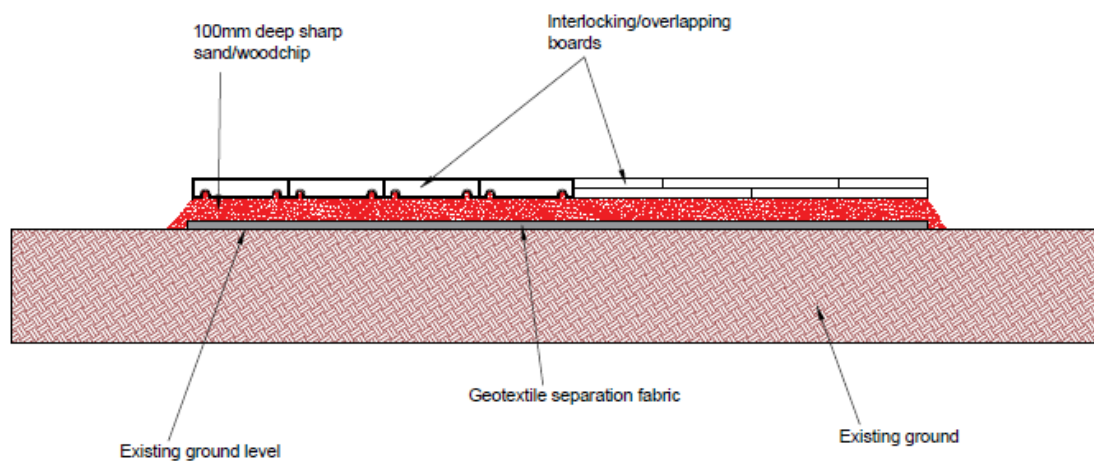 100mm deep sharp
sand/woodchip
Interlocking/overlapping
boards
Geotextile separation fabric
Existing ground level
Existing ground